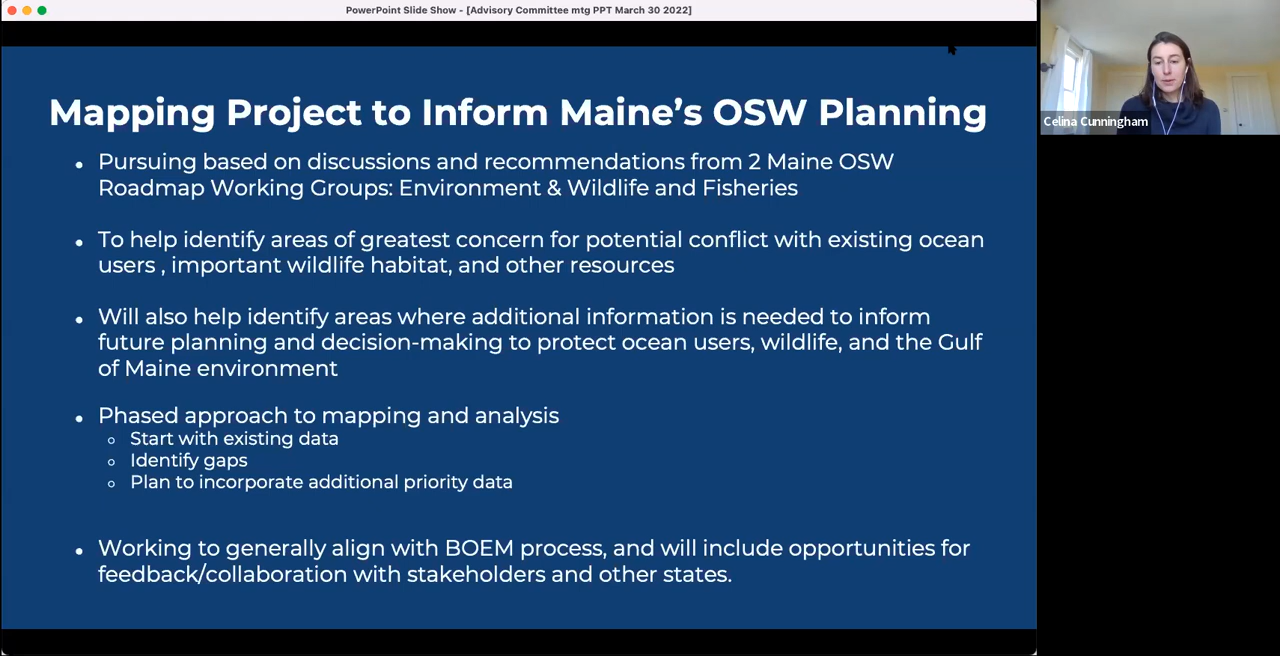 PowerPoint Slide Show - [Advisory Committee mtg PPT March 30 2022]
Mapping Project to Inform Maine’s OSW Planning
• Pursuing based on discussions and recommendations from 2 Maine OSW
Roadmap Working Groups: Environment & Wildlife and Fisheries
• To help identify areas of greatest concern for potential conflict with existing ocean
users , important wildlife habitat, and other resources
• Will also help identify areas where additional information is needed to inform
future planning and decision-making to protect ocean users, wildlife, and the Gulf
of Maine environment
• Phased approach to mapping and analysis
○ Start with existing data
○ Identify gaps
○ Plan to incorporate additional priority data
• Working to generally align with BOEM process, and will include opportunities for
feedback/collaboration with stakeholders and other states.
Celina Cunningham